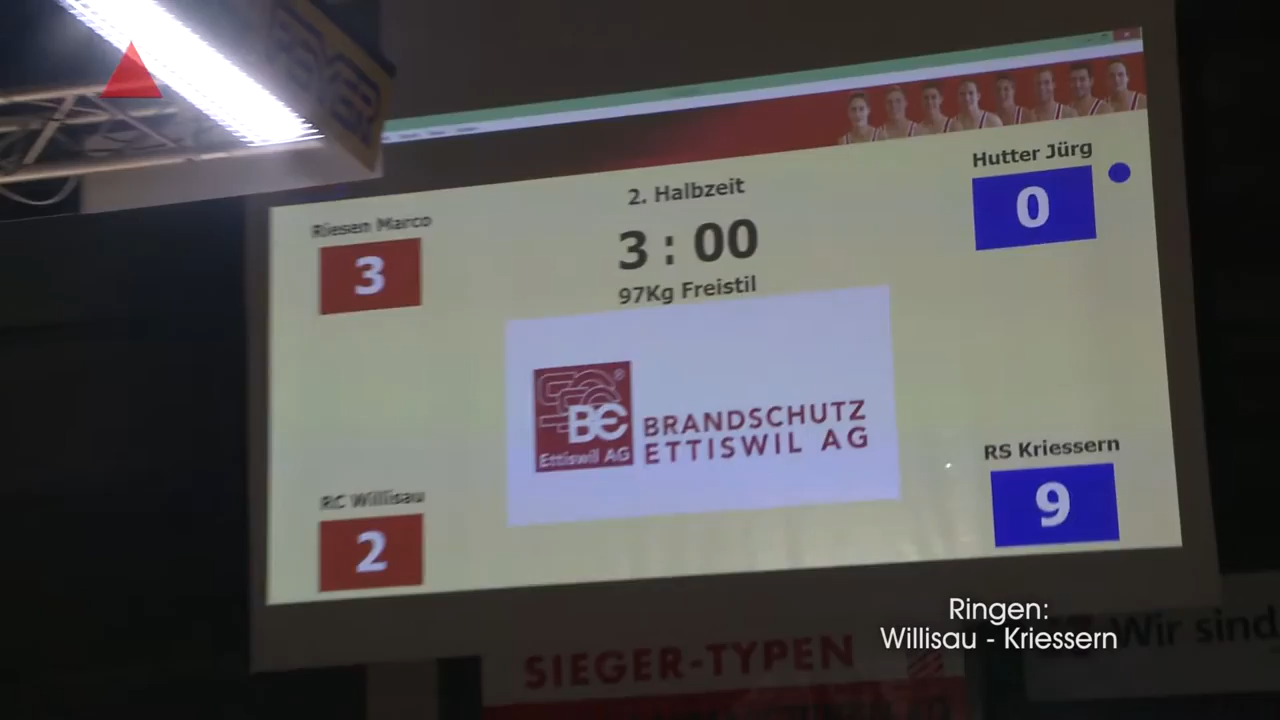 Hutter Jürg
0
2. Halbzeit
Riesen Marco
3
3 : 00
97Kg Freistil
BE
Ettiswil AG
BRANDSCHUTZ
ETTISWIL AG
RS Kriessern
9
RC Willisau
2
Ringen:
Willisau - Kriessern
Wir sind
SIEGER-TYPEN